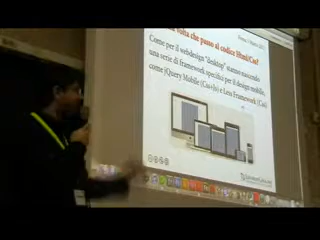 volta che passo al codice Html/Css?
Come per il webdesign "desktop" stanno nascendo
una serie di framework specifici per il design mobile,
come jQuery Mobile (Css+Js) e Less Framework (Css)